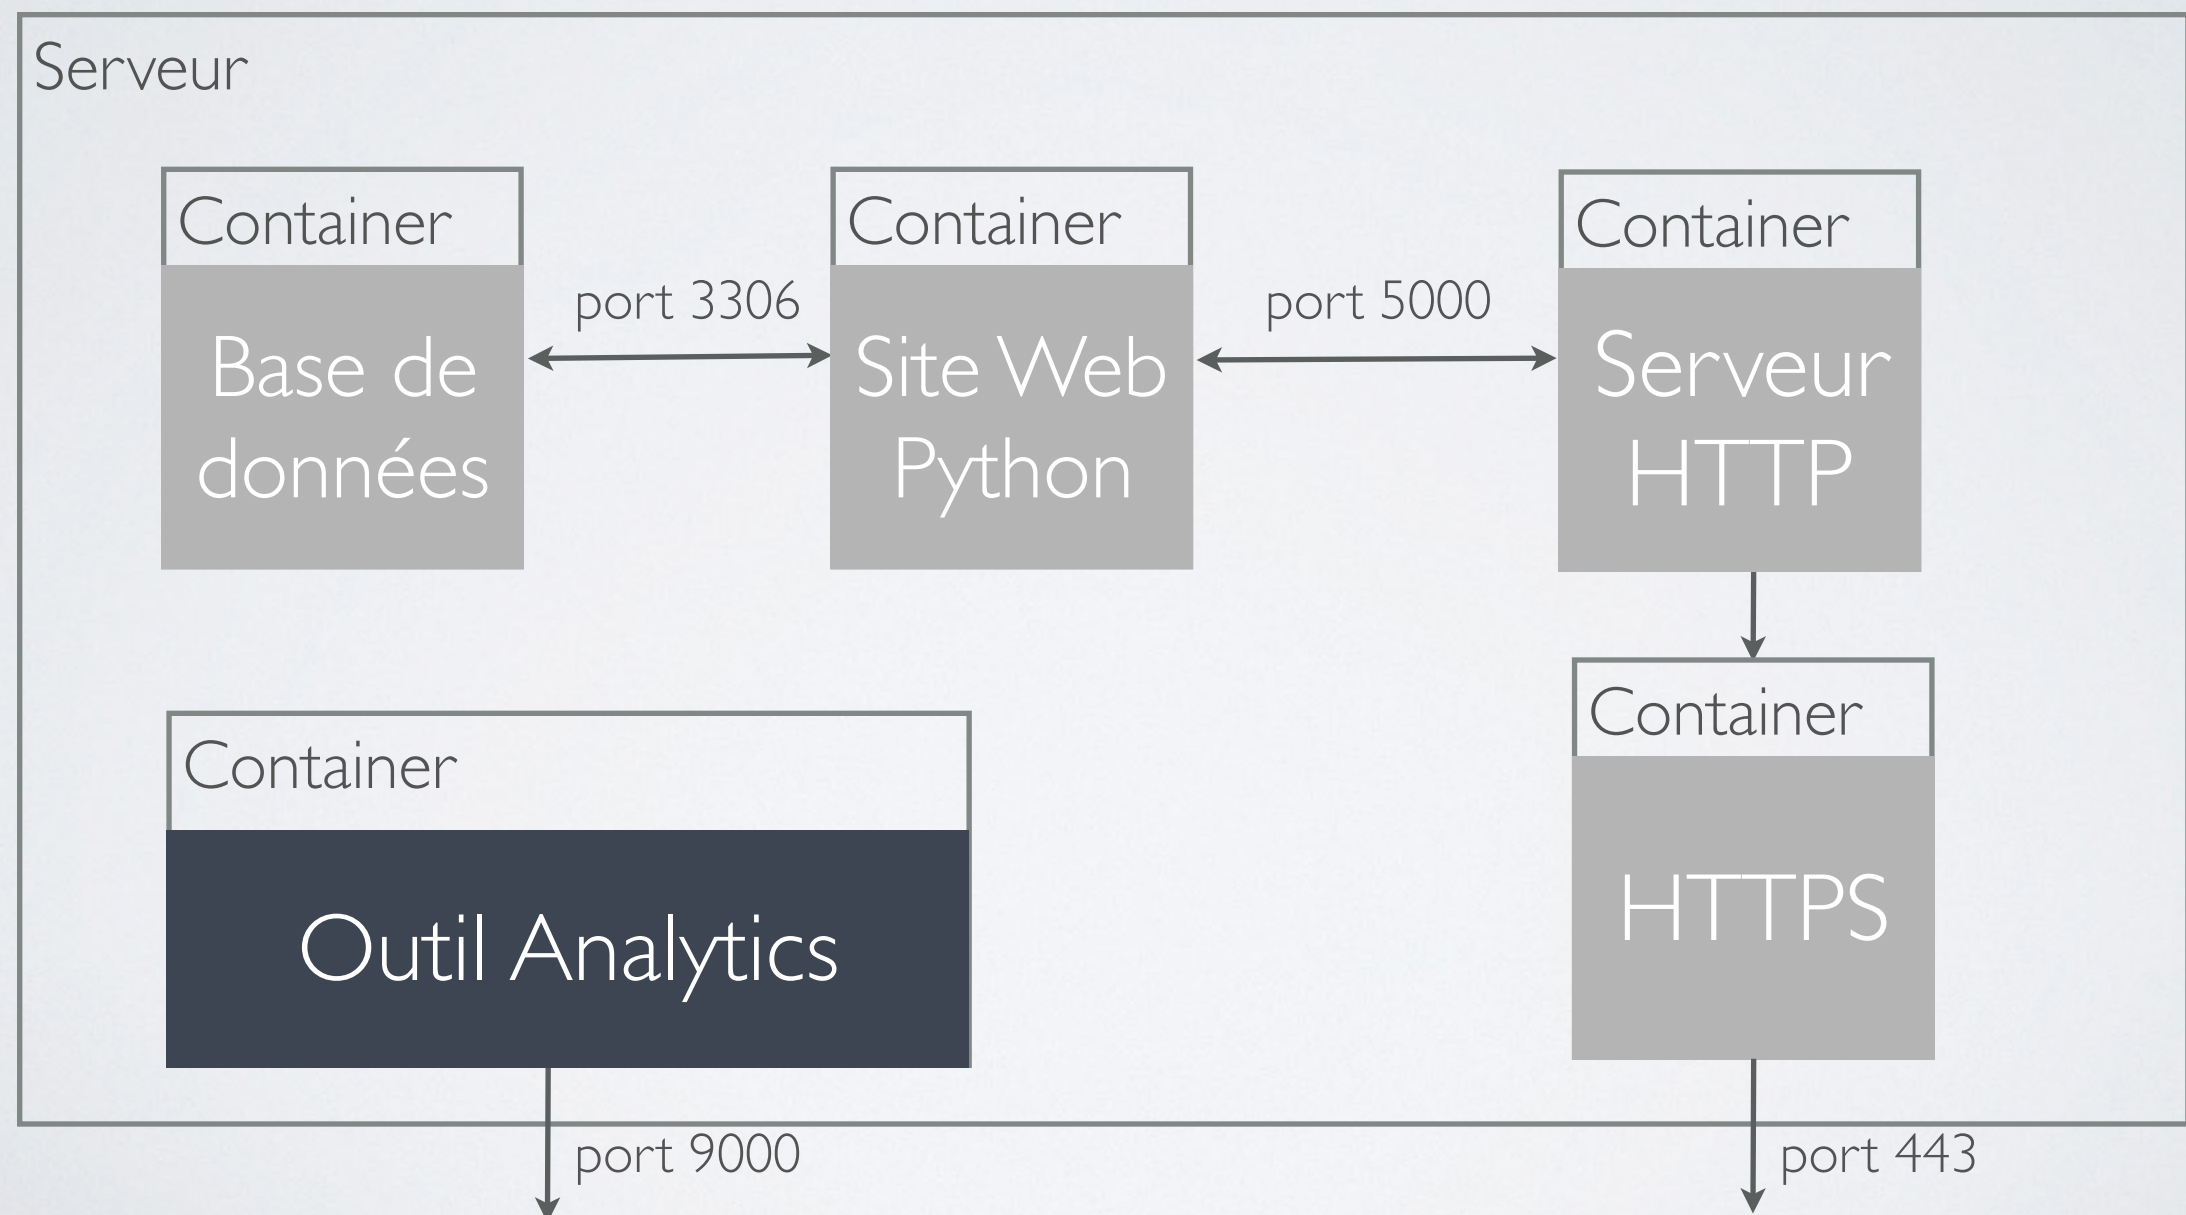 Serveur
Container
Base de
données
port 3306
Container
Site Web
Python
port 5000
Container
Serveur
HTTP
Container
Outil Analytics
port 9000
Container
HTTPS
port 443